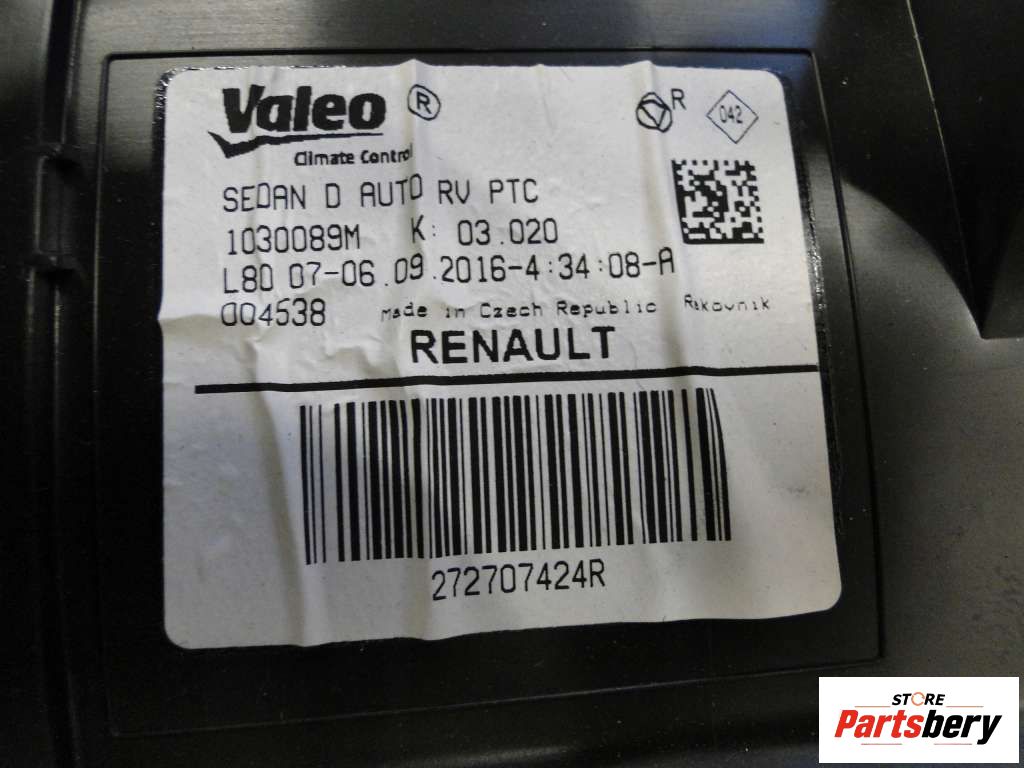 Valeo ®
R
042
Climate Control
SEDAN D AUTO RV PTC
1030089M K: 03.020
L80 07-06.09.2016-4:34:08-A
004538 Made in Czech Republic Rakovnik
RENAULT
272707424R
STORE
Partsbery